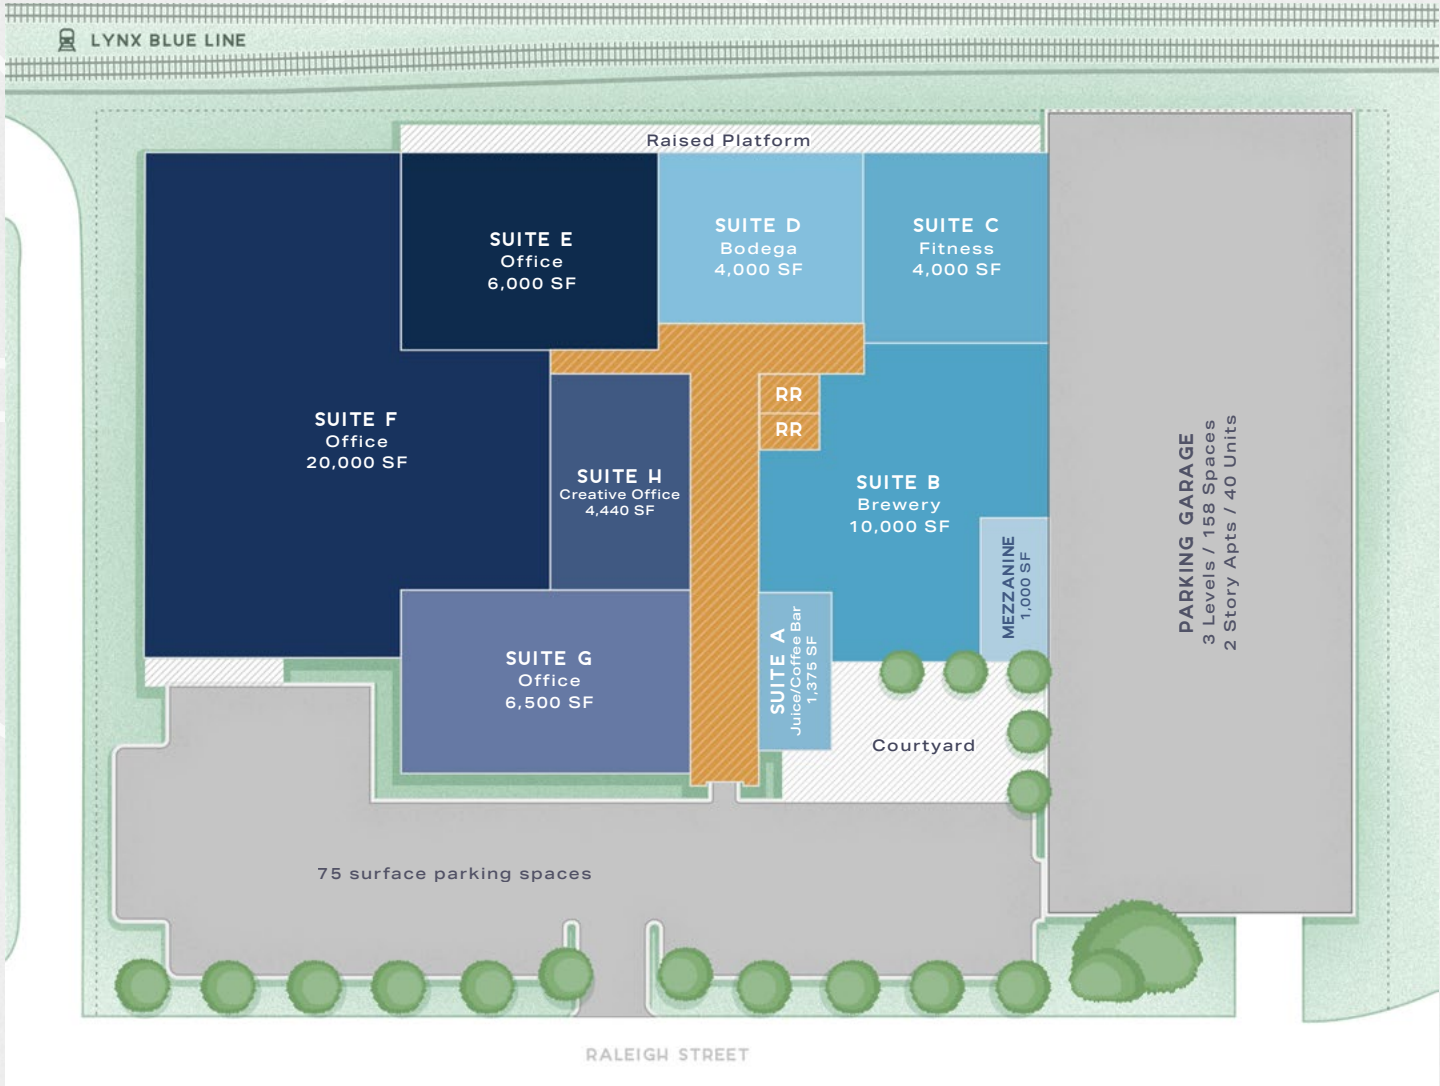 LYNX BLUE LINE
Raised Platform
SUITE E
Office
6,000 SF
SUITE D
Bodega
4,000 SF
SUITE C
Fitness
4,000 SF
SUITE F
Office
20,000 SF
RR
RR
SUITE H
Creative Office
4,440 SF
SUITE B
Brewery
10,000 SF
MEZZANINE
1,000 SF
PARKING GARAGE
3 Levels / 158 Spaces
2 Story Apts / 40 Units
SUITE G
Office
6,500 SF
SUITE A
Juice/Coffee Bar
1,375 SF
Courtyard
75 surface parking spaces
RALEIGH STREET